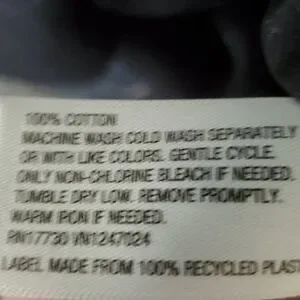 100% COTTON
MACHINE WASH COLD WASH SEPARATELY
OR WITH LIKE COLORS. GENTLE CYCLE.
ONLY NON-CHLORINE BLEACH IF NEEDED.
TUMBLE DRY LOW. REMOVE PROMPTLY.
WARM IRON IF NEEDED.
RN17730 VN1247024
LABEL MADE FROM 100% RECYCLED PLAST